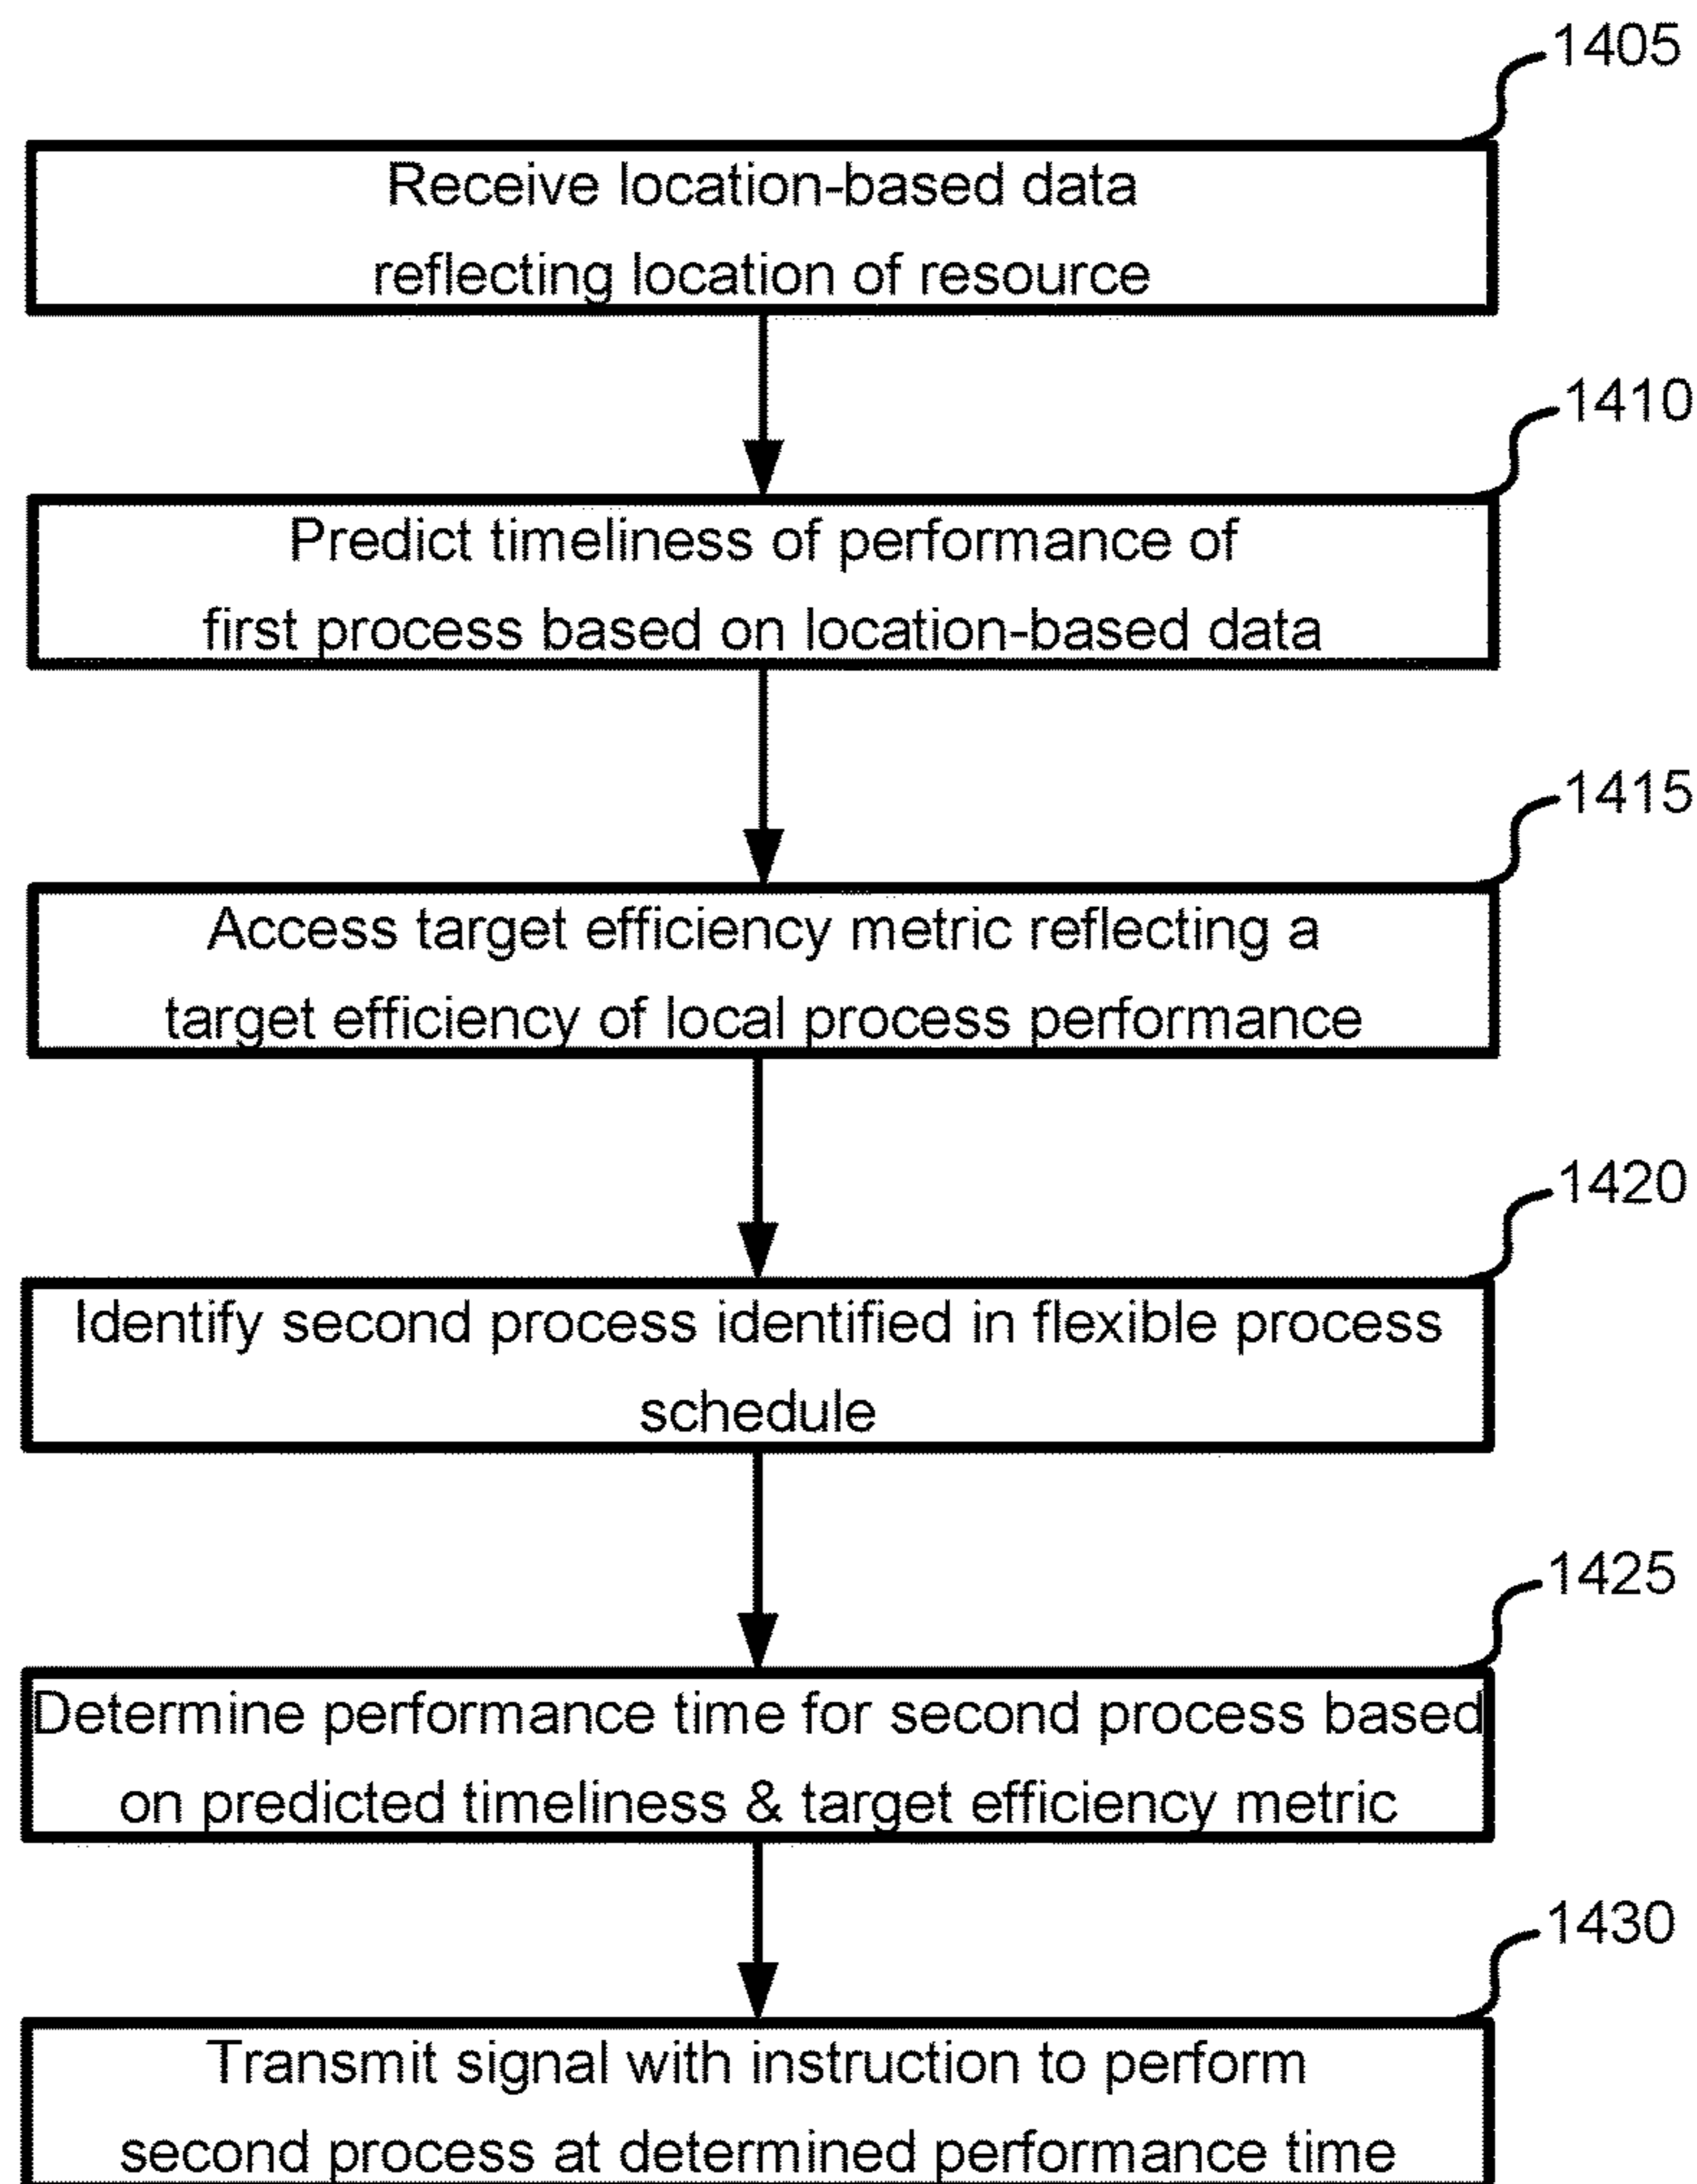 1405
Receive location-based data
reflecting location of resource
1410
Predict timeliness of performance of
first process based on location-based data
1415
Access target efficiency metric reflecting a
target efficiency of local process performance
1420
Identify second process identified in flexible process
schedule
1425
Determine performance time for second process based
on predicted timeliness & target efficiency metric
1430
Transmit signal with instruction to perform
second process at determined performance time